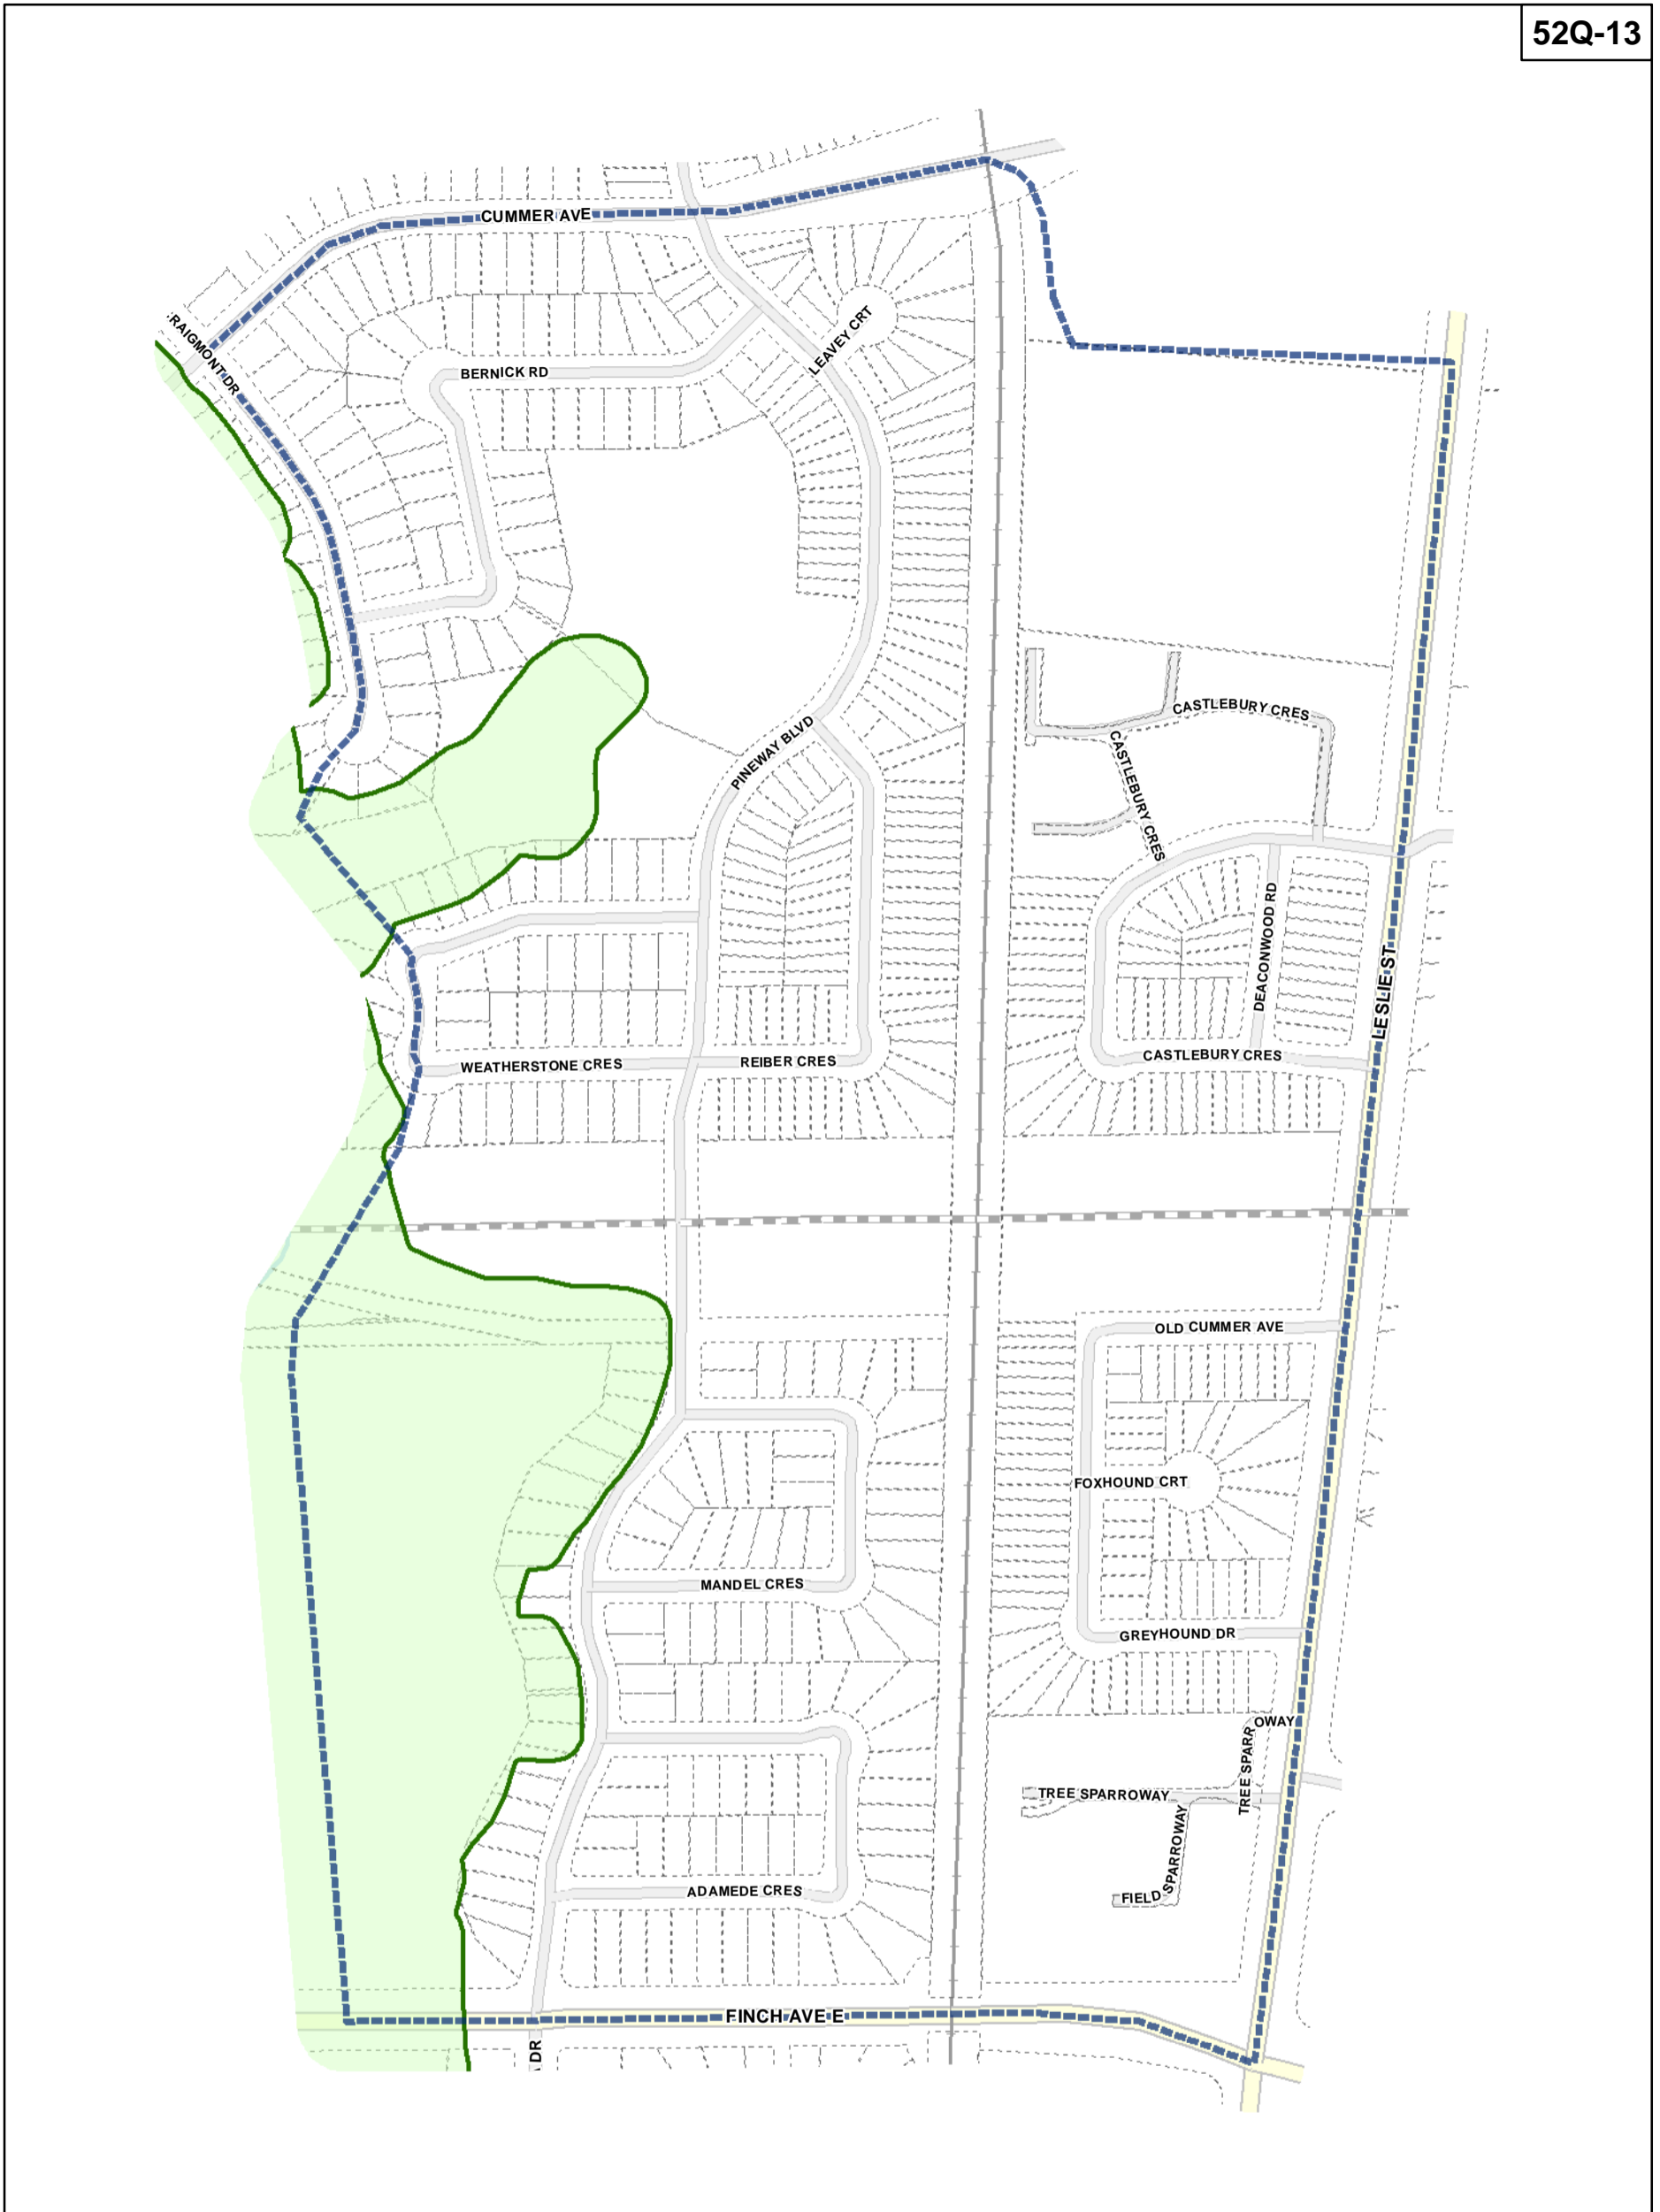 52Q-13
CUMMER AVE
RAIGMONT DR
LEAVEY CRT
BERNICK RD
CASTLEBURY CRES
PINEWAY BLVD
CASTLEBURY CRES
DEACONWOOD RD
LESLIE ST
CASTLEBURY CRES
WEATHERSTONE CRES
REIBER CRES
OLD CUMMER AVE
FOXHOUND CRT
MANDEL CRES
GREYHOUND DR
TREE SPARROWAY
TREE SPARROWAY
FIELD SPARROWAY
ADAMEDE CRES
FINCH AVE E
DR